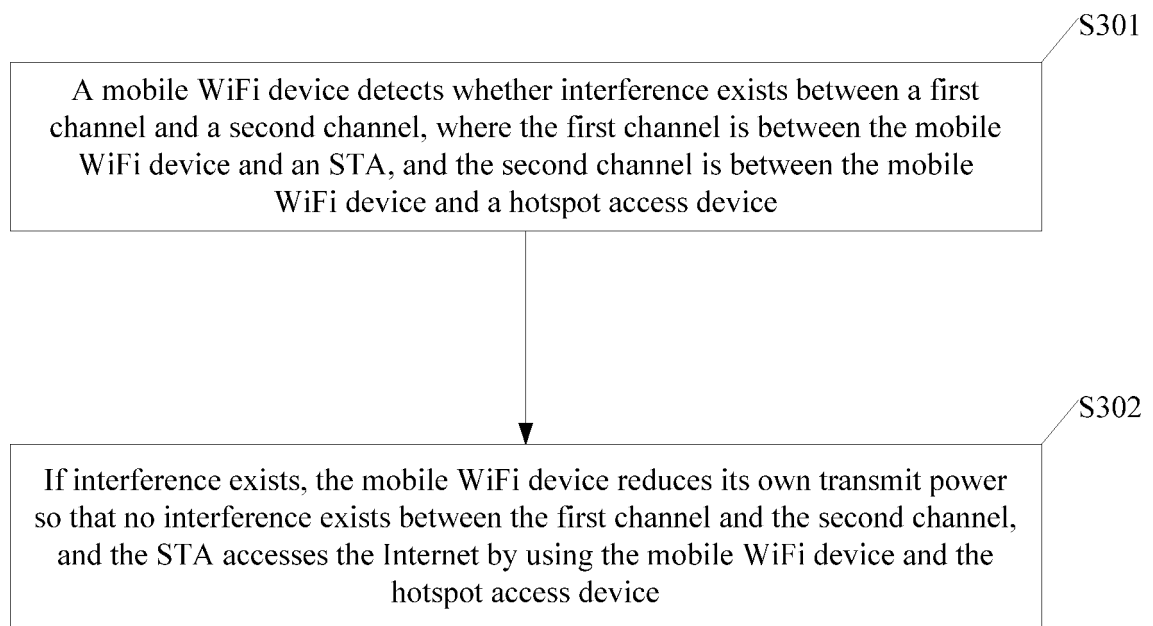 S301
A mobile WiFi device detects whether interference exists between a first
channel and a second channel, where the first channel is between the mobile
WiFi device and an STA, and the second channel is between the mobile
WiFi device and a hotspot access device
S302
If interference exists, the mobile WiFi device reduces its own transmit power
so that no interference exists between the first channel and the second channel,
and the STA accesses the Internet by using the mobile WiFi device and the
hotspot access device